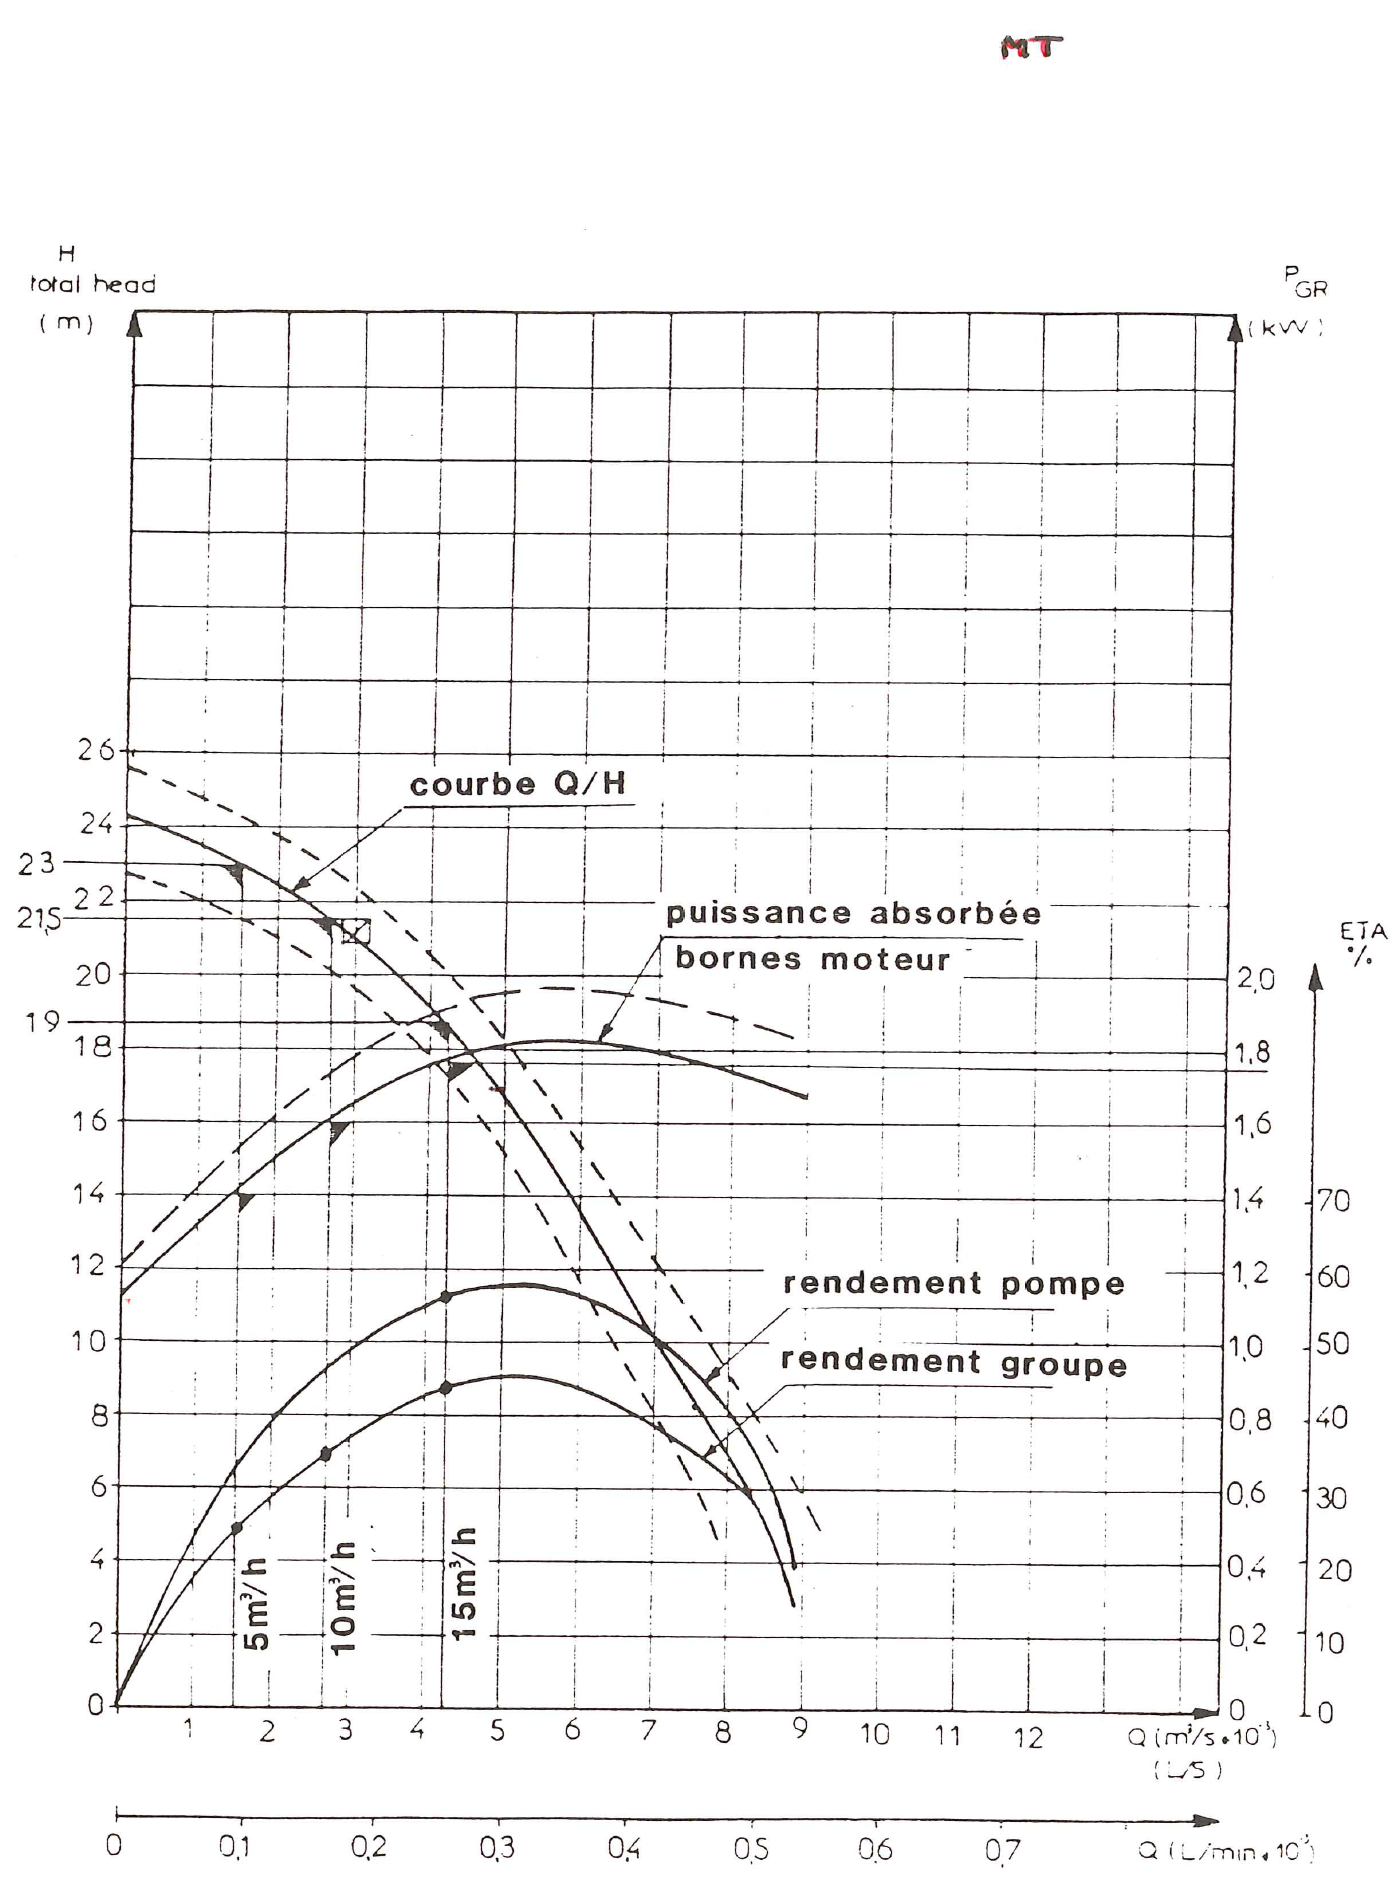 MT
H
total head
(m)
P GR
(kW)
26
courbe Q/H
24
23
22
21,5
puissance absorbée
bornes moteur
ETA
%
20
2,0
19
18
1,8
16
1,6
14
1,4
70
12
1,2
60
rendement pompe
10
1,0
50
rendement groupe
8
0,8
40
6
0,6
30
5m³/h
10m³/h
15m³/h
4
0,4
20
2
0,2
10
0
0
0
1 2 3 4 5 6 7 8 9 10 11 12 Q (m³/s•10⁻³)
(L/S)
0 0,1 0,2 0,3 0,4 0,5 0,6 0,7 Q (L/min•10³)